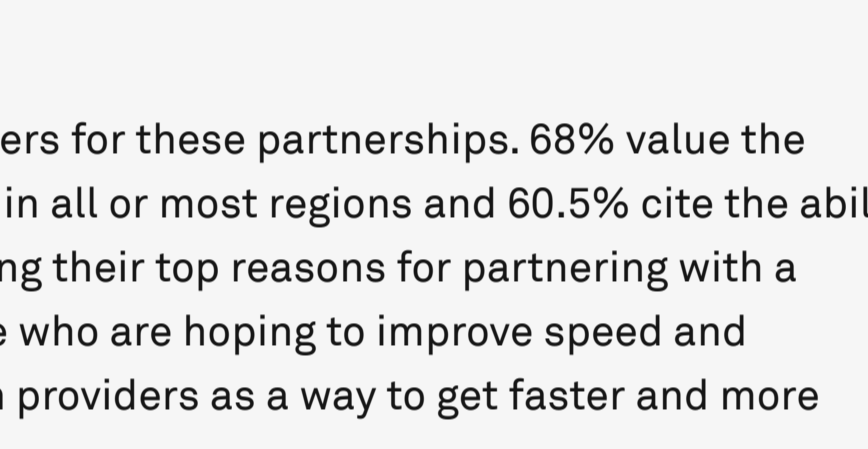 ers for these partnerships. 68% value the
in all or most regions and 60.5% cite the abil
ng their top reasons for partnering with a
who are hoping to improve speed and
providers as a way to get faster and more